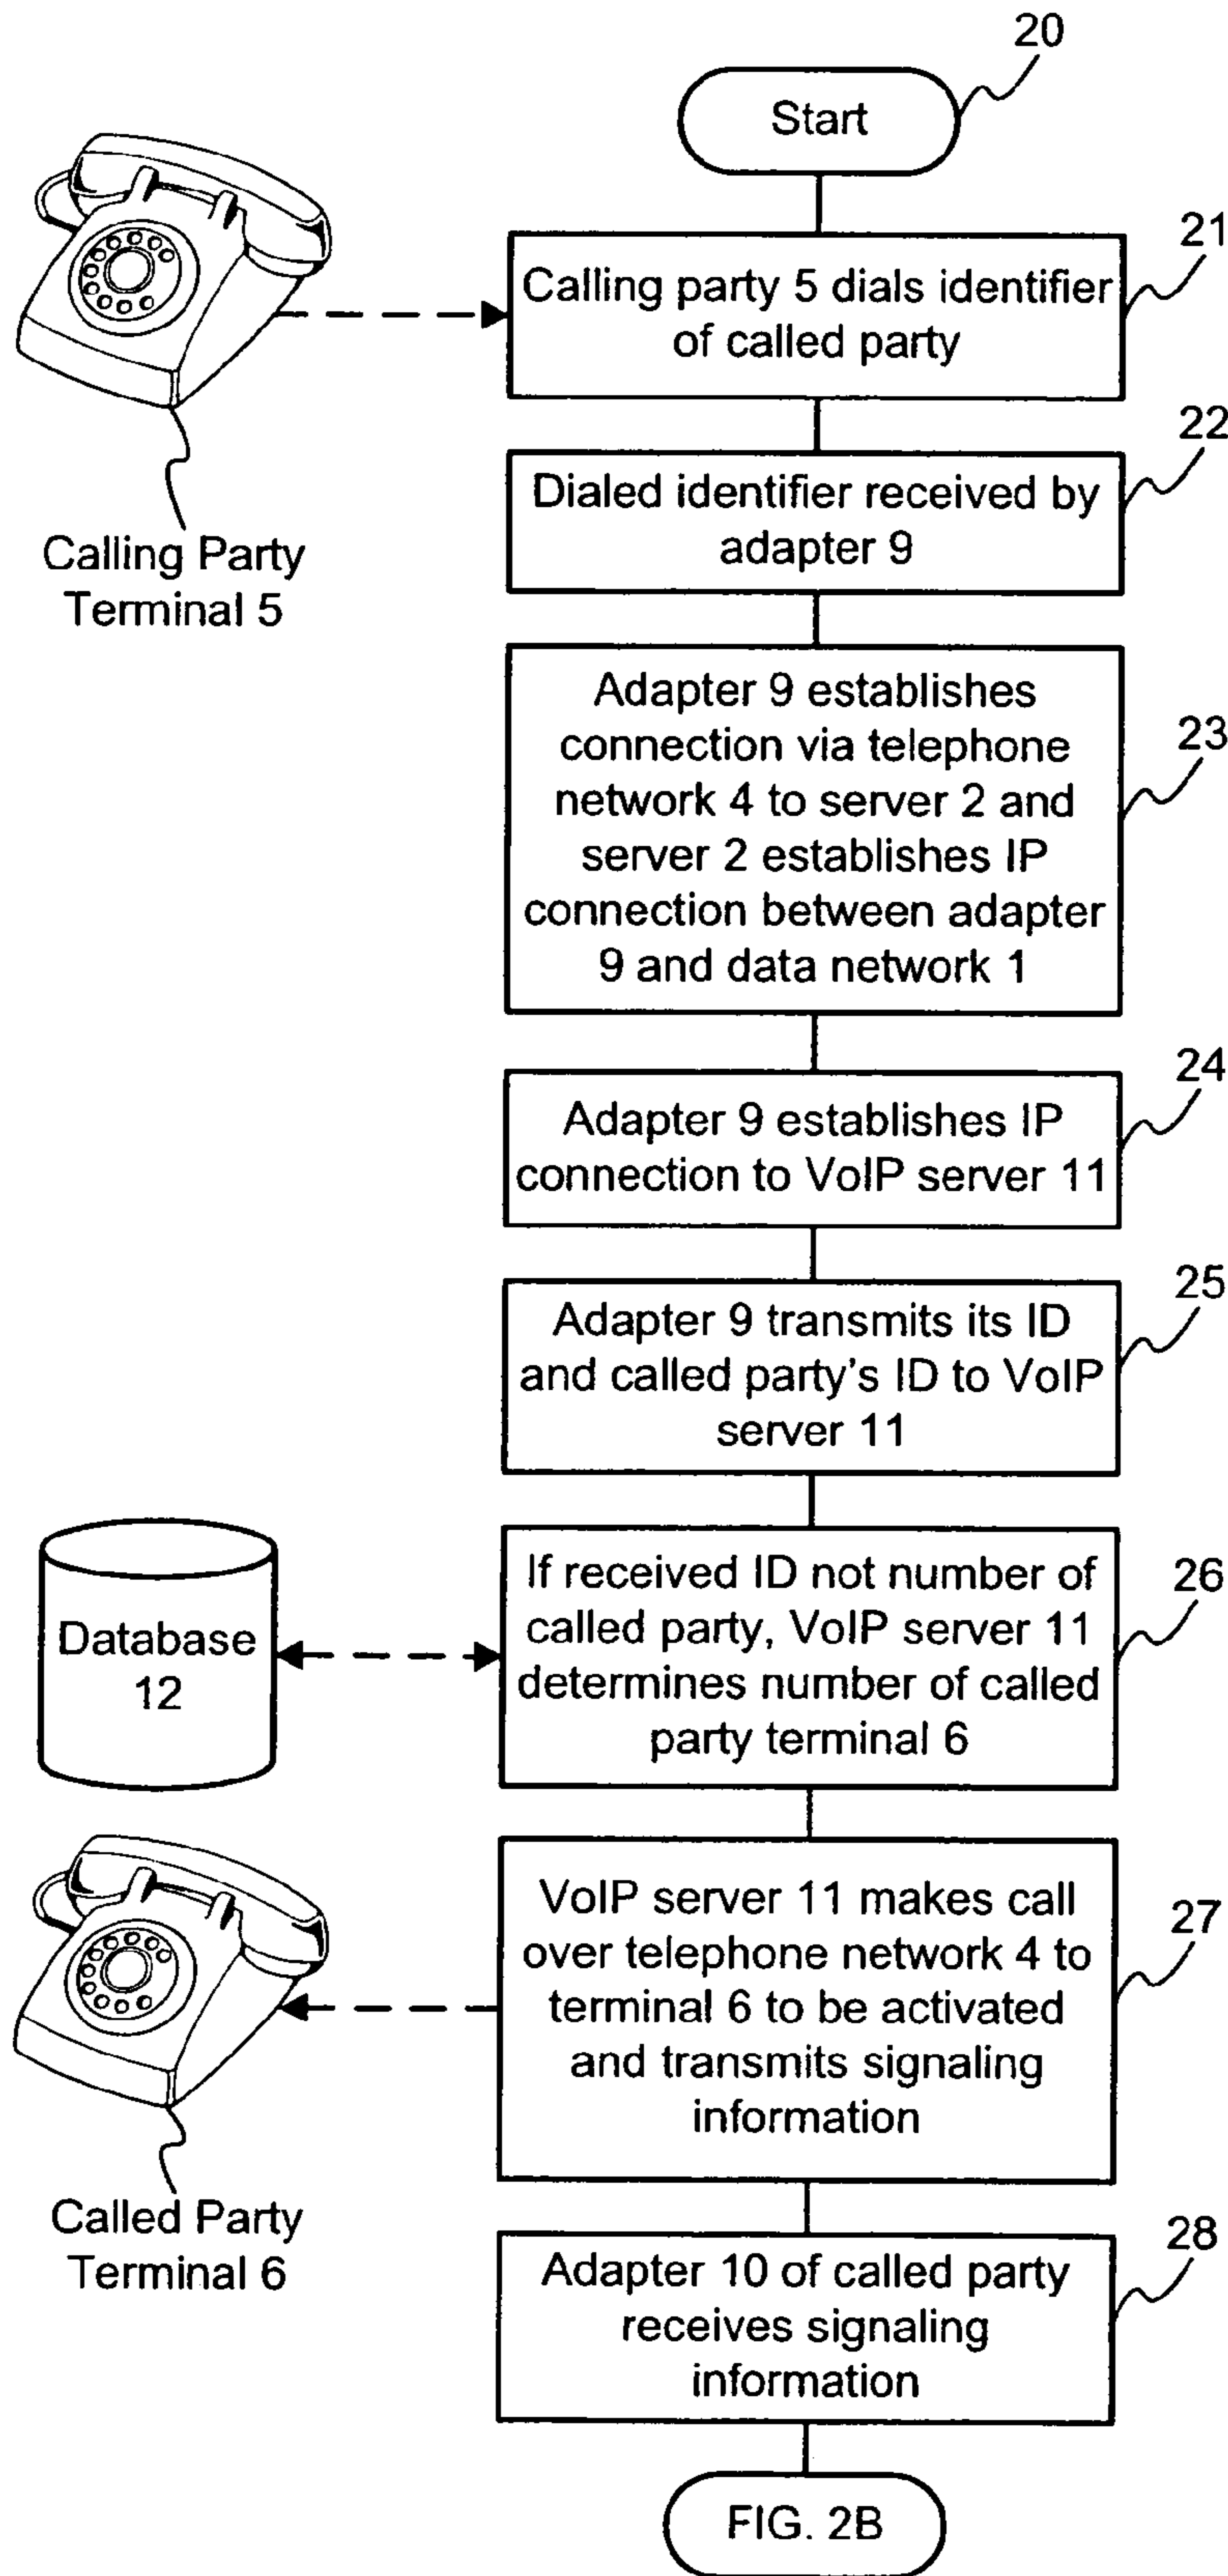 20
Start
21
Calling party 5 dials identifier
of called party
Calling Party
Terminal 5
22
Dialed identifier received by
adapter 9
23
Adapter 9 establishes
connection via telephone
network 4 to server 2 and
server 2 establishes IP
connection between adapter
9 and data network 1
24
Adapter 9 establishes IP
connection to VoIP server 11
25
Adapter 9 transmits its ID
and called party's ID to VoIP
server 11
Database
12
26
If received ID not number of
called party, VoIP server 11
determines number of called
party terminal 6
27
VoIP server 11 makes call
over telephone network 4 to
terminal 6 to be activated
and transmits signaling
information
Called Party
Terminal 6
28
Adapter 10 of called party
receives signaling
information
FIG. 2B